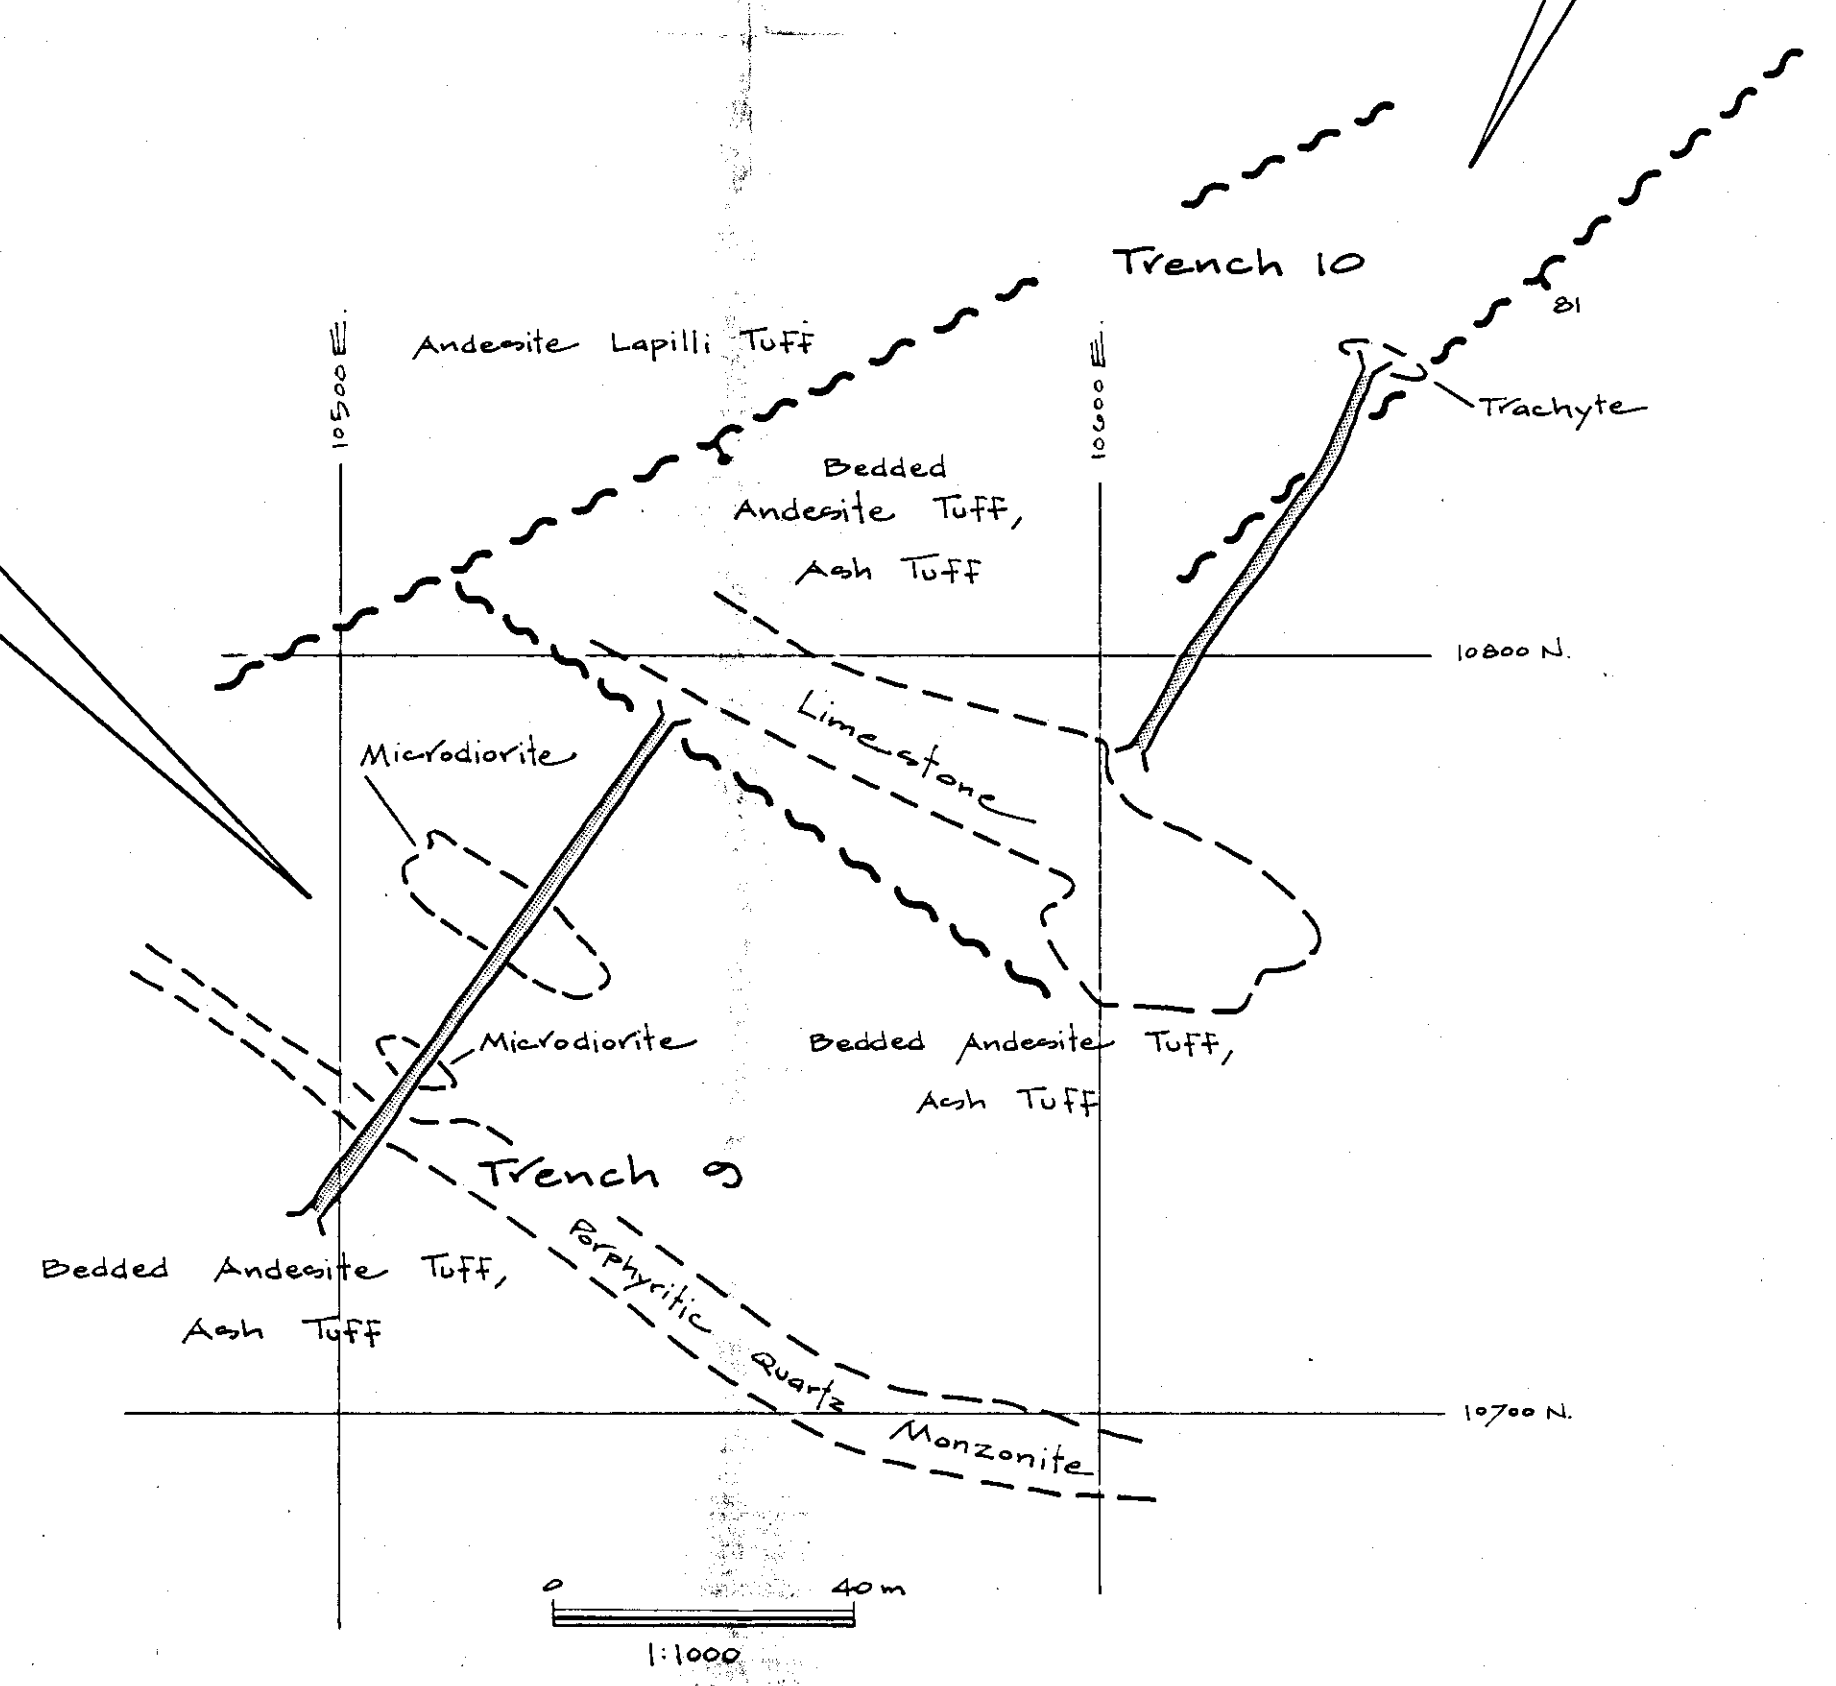 Trench 10
81
10500 E.
Andesite Lapilli Tuff
10600 E.
Trachyte
Bedded
Andesite Tuff,
Ash Tuff
10800 N.
Limestone
Microdiorite
Microdiorite
Bedded Andesite Tuff,
Ash Tuff
Trench 9
Porphyritic Quartz Monzonite
Bedded Andesite Tuff,
Ash Tuff
10700 N.
0 40 m
1:1000